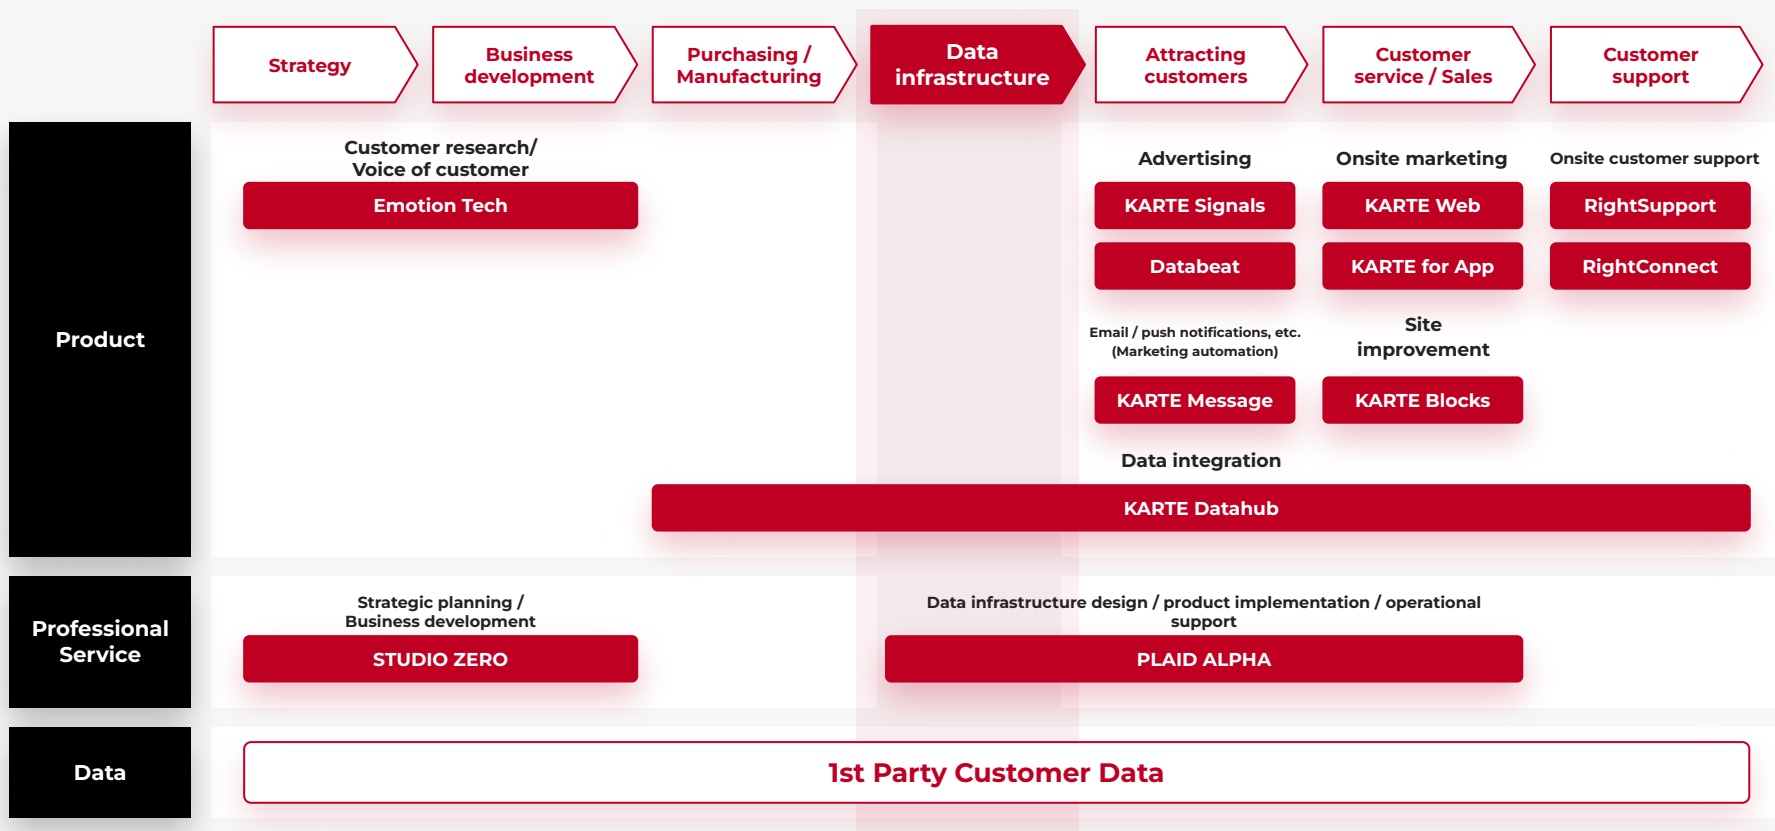 Strategy
Business
development
Purchasing /
Manufacturing
Data
infrastructure
Attracting
customers
Customer
service / Sales
Customer
support
Product
Customer research/
Voice of customer
Emotion Tech
Advertising
KARTE Signals
Databeat
Email / push notifications, etc.
(Marketing automation)
KARTE Message
Onsite marketing
KARTE Web
KARTE for App
Site
improvement
KARTE Blocks
Onsite customer support
RightSupport
RightConnect
Data integration
KARTE Datahub
Professional
Service
Strategic planning /
Business development
STUDIO ZERO
Data infrastructure design / product implementation / operational
support
PLAID ALPHA
Data
1st Party Customer Data